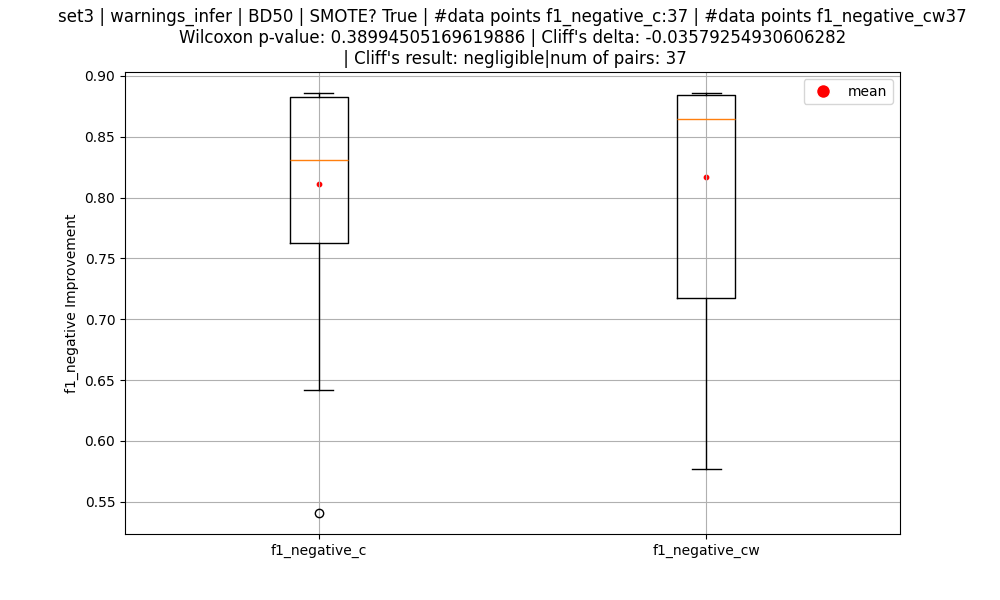 set3 | warnings_infer | BD50 | SMOTE? True | #data points f1_negative_c:37 | #data points f1_negative_cw37
Wilcoxon p-value: 0.38994505169619886 | Cliff's delta: -0.03579254930606282
| Cliff's result: negligible|num of pairs: 37
0.90
mean
0.85
0.80
0.75
f1_negative Improvement
0.70
0.65
0.60
0.55
f1_negative_c
f1_negative_cw